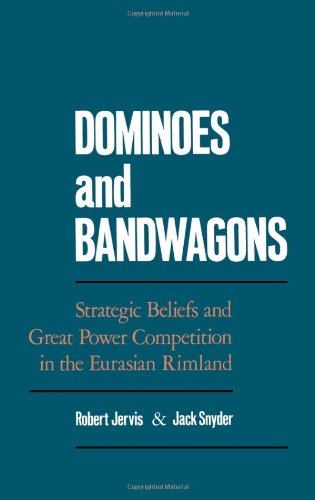 DOMINOES
and
BANDWAGONS
Strategic Beliefs and
Great Power Competition
in the Eurasian Rimland
Robert Jervis & Jack Snyder